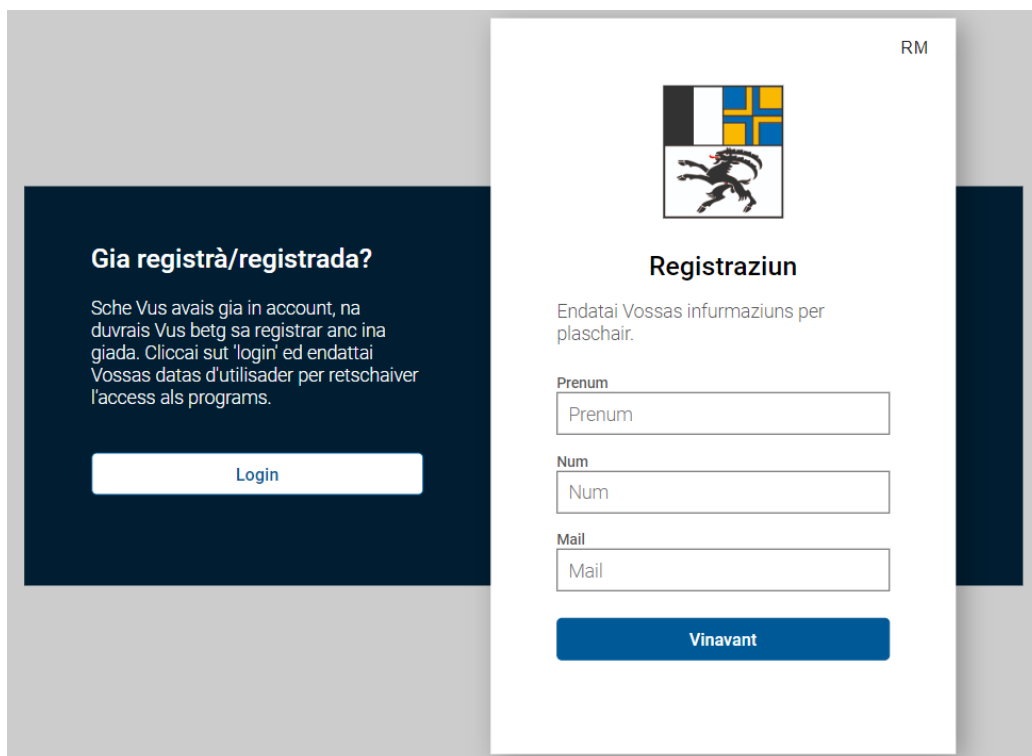 RM
Gia registrà/registrada?
Sche Vus avais gia in account, na
duvrais Vus betg sa registrar anc ina
giada. Cliccai sut 'login' ed endattai
Vossas datas d'utilisader per retschaiver
l'access als programs.
Login
Registraziun
Endatai Vossas infurmaziuns per
plaschair.
Prenum
Prenum
Num
Num
Mail
Mail
Vinavant